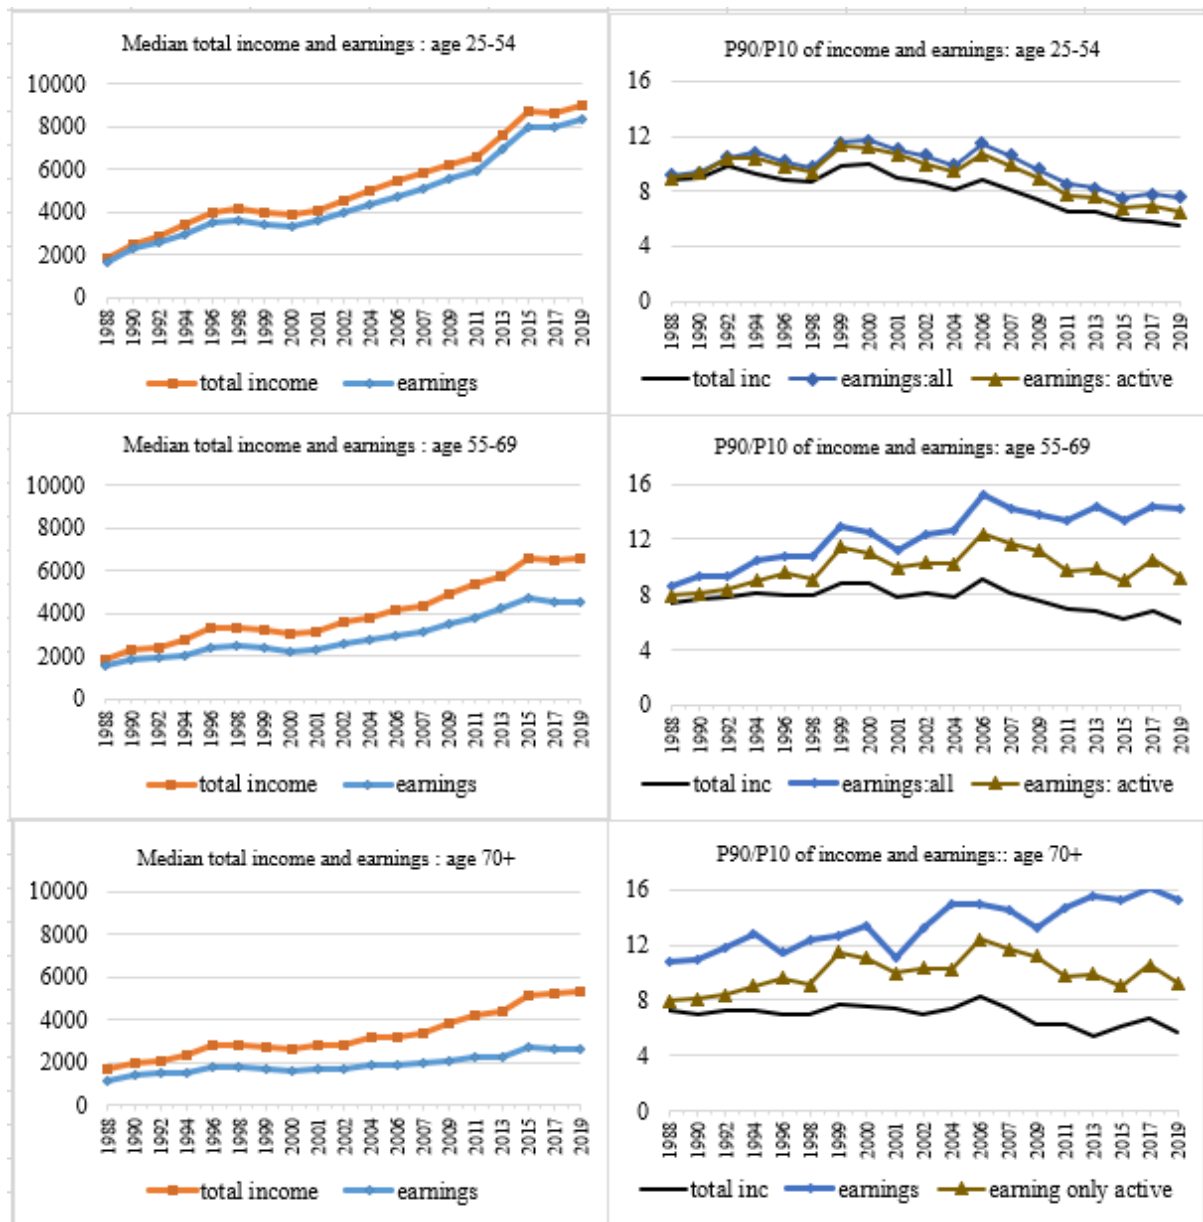 Median total income and earnings : age 25-54
10000
8000
6000
4000
2000
0
1988 1990 1992 1994 1996 1998 1999 2000 2001 2002 2004 2006 2007 2009 2011 2013 2015 2017 2019
total income earnings
P90/P10 of income and earnings: age 25-54
16
12
8
4
0
1988 1990 1992 1994 1996 1998 1999 2000 2001 2002 2004 2006 2007 2009 2011 2013 2015 2017 2019
total inc earnings:all earnings: active
Median total income and earnings : age 55-69
10000
8000
6000
4000
2000
0
1988 1990 1992 1994 1996 1998 1999 2000 2001 2002 2004 2006 2007 2009 2011 2013 2015 2017 2019
total income earnings
P90/P10 of income and earnings: age 55-69
16
12
8
4
0
1988 1990 1992 1994 1996 1998 1999 2000 2001 2002 2004 2006 2007 2009 2011 2013 2015 2017 2019
total inc earnings:all earnings: active
Median total income and earnings : age 70+
10000
8000
6000
4000
2000
0
1988 1990 1992 1994 1996 1998 1999 2000 2001 2002 2004 2006 2007 2009 2011 2013 2015 2017 2019
total income earnings
P90/P10 of income and earnings:: age 70+
16
12
8
4
0
1988 1990 1992 1994 1996 1998 1999 2000 2001 2002 2004 2006 2007 2009 2011 2013 2015 2017 2019
total inc earnings earning only active